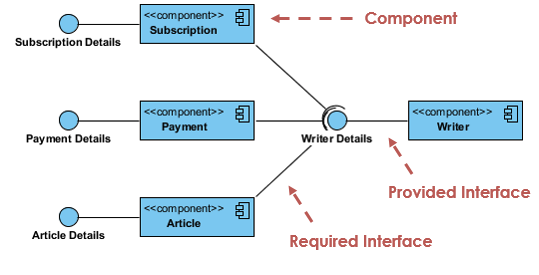 <<component>>
Subscription
Subscription Details
Component
<<component>>
Payment
Payment Details
Writer Details
<<component>>
Writer
Provided Interface
<<component>>
Article
Article Details
Required Interface